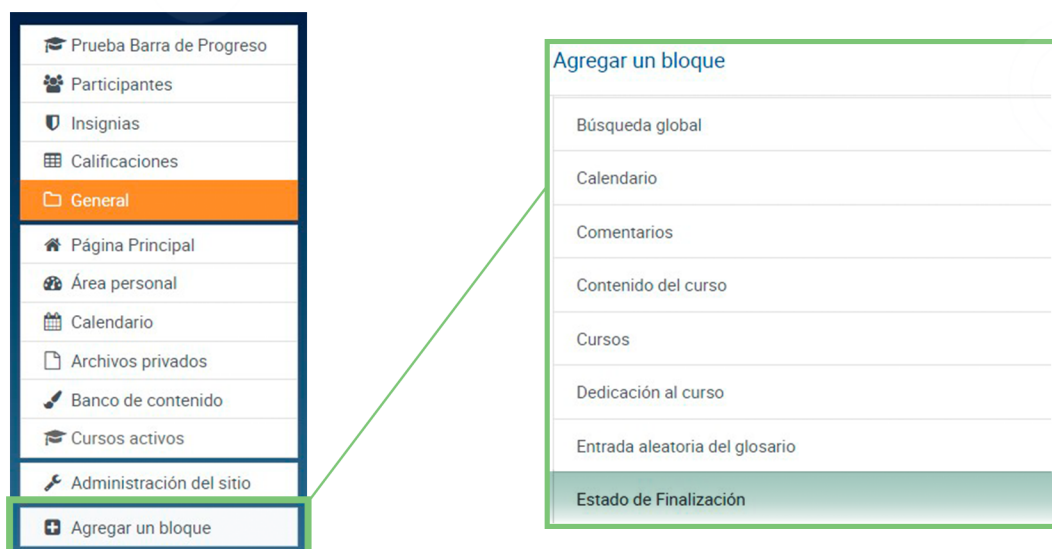 Prueba Barra de Progreso
Participantes
Insignias
Calificaciones
General
Página Principal
Área personal
Calendario
Archivos privados
Banco de contenido
Cursos activos
Administración del sitio
Agregar un bloque
Agregar un bloque
Búsqueda global
Calendario
Comentarios
Contenido del curso
Cursos
Dedicación al curso
Entrada aleatoria del glosario
Estado de Finalización